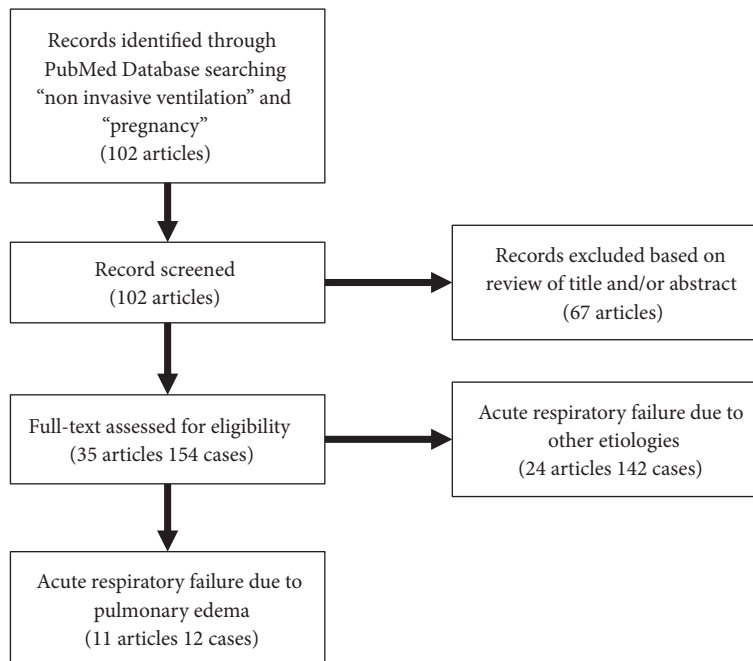 Records identified through
PubMed Database searching
“non invasive ventilation” and
“pregnancy”
(102 articles)
Record screened
(102 articles)
Records excluded based on
review of title and/or abstract
(67 articles)
Full-text assessed for eligibility
(35 articles 154 cases)
Acute respiratory failure due to
other etiologies
(24 articles 142 cases)
Acute respiratory failure due to
pulmonary edema
(11 articles 12 cases)